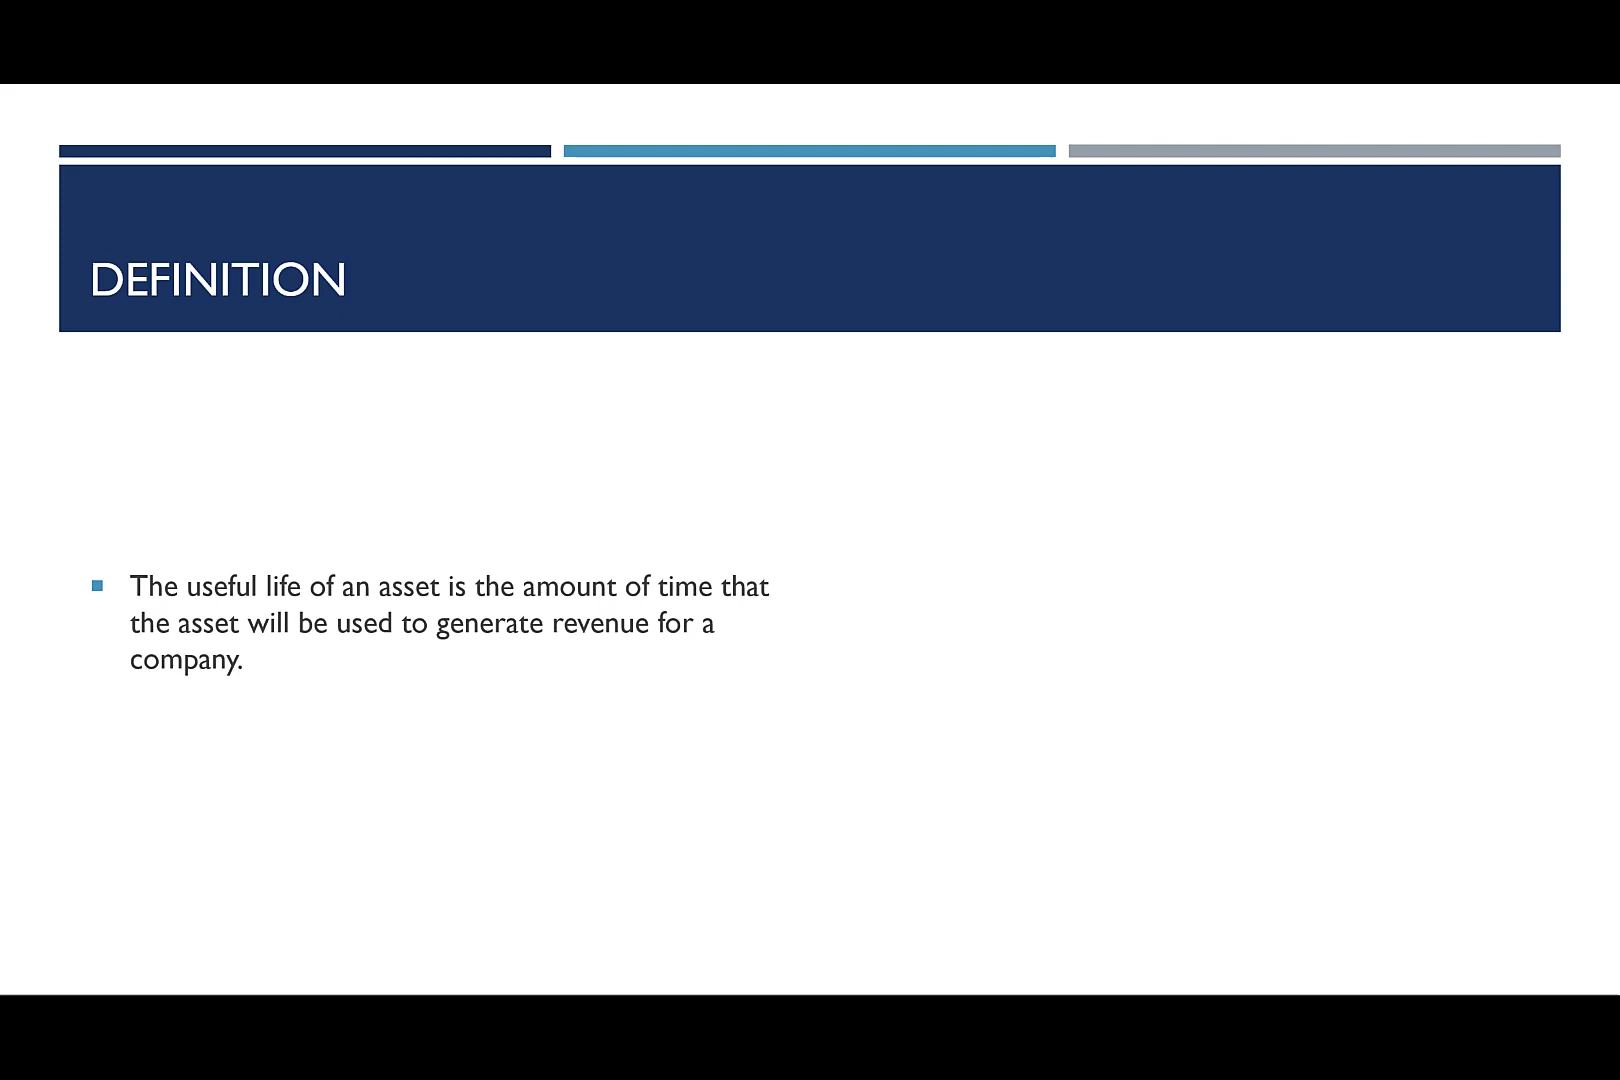 DEFINITION
The useful life of an asset is the amount of time that
the asset will be used to generate revenue for a
company.